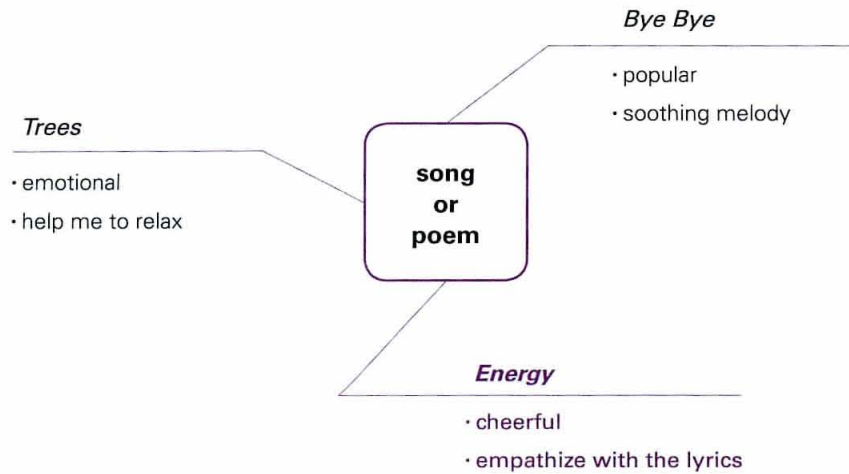 Bye Bye
· popular
· soothing melody
Trees
· emotional
· help me to relax
song
or
poem
Energy
· cheerful
· empathize with the lyrics